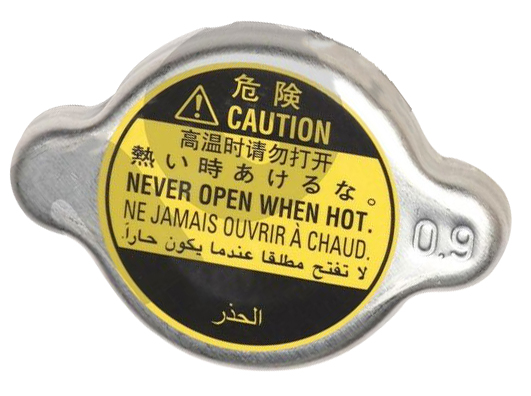 危険
CAUTION
高温时请勿打开
熱い時あけるな。
NEVER OPEN WHEN HOT.
NE JAMAIS OUVRIR À CHAUD.
لا تفتح مطلقا عندما يكون حاراً.
الحذر
0.9